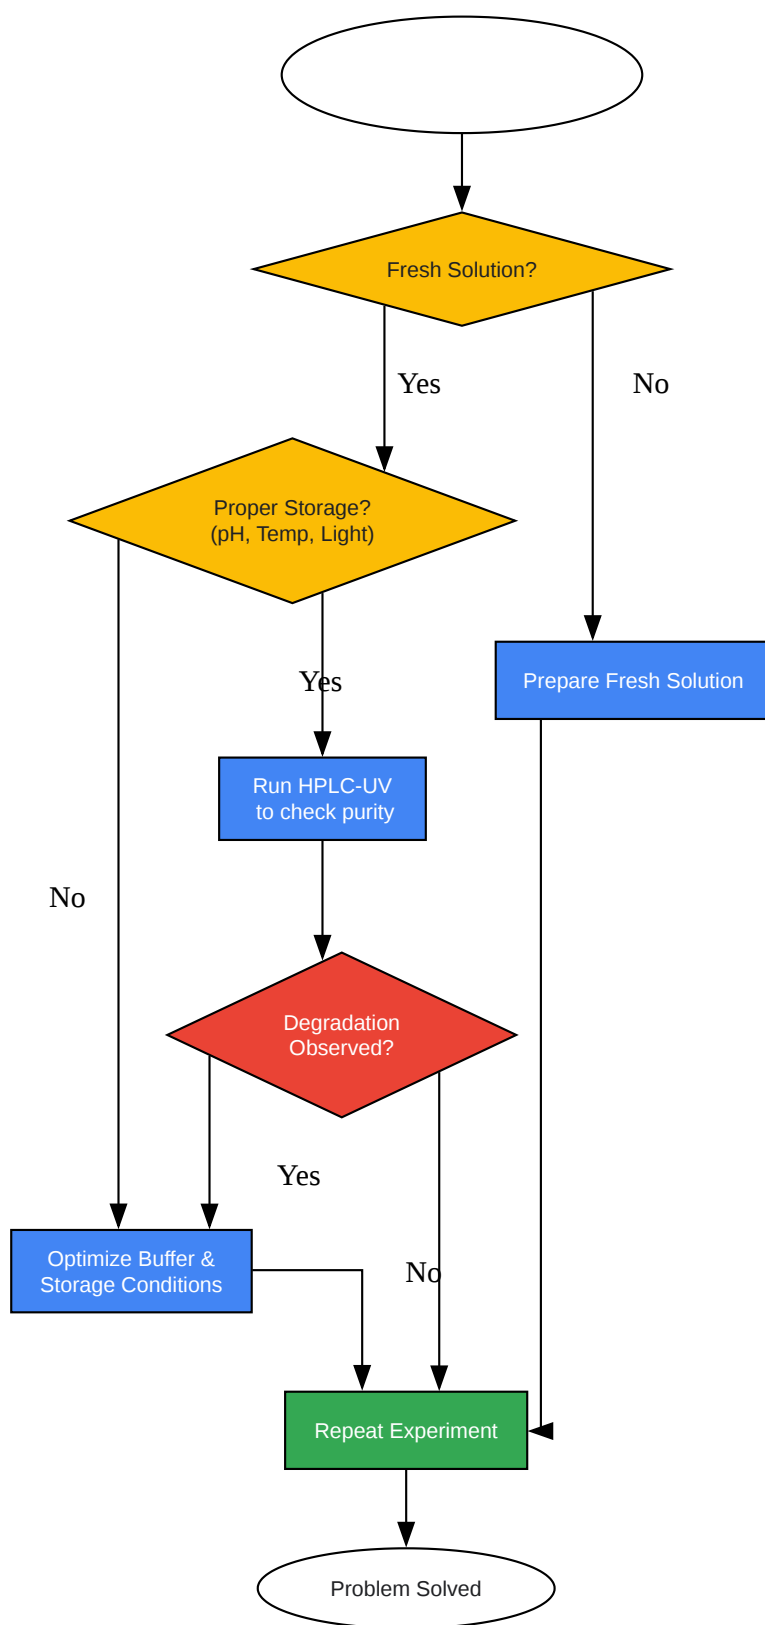 Fresh Solution?
Yes
No
Proper Storage?
(pH, Temp, Light)
Yes
Prepare Fresh Solution
Run HPLC-UV
to check purity
No
Degradation
Observed?
Yes
Optimize Buffer &
Storage Conditions
No
Repeat Experiment
Problem Solved